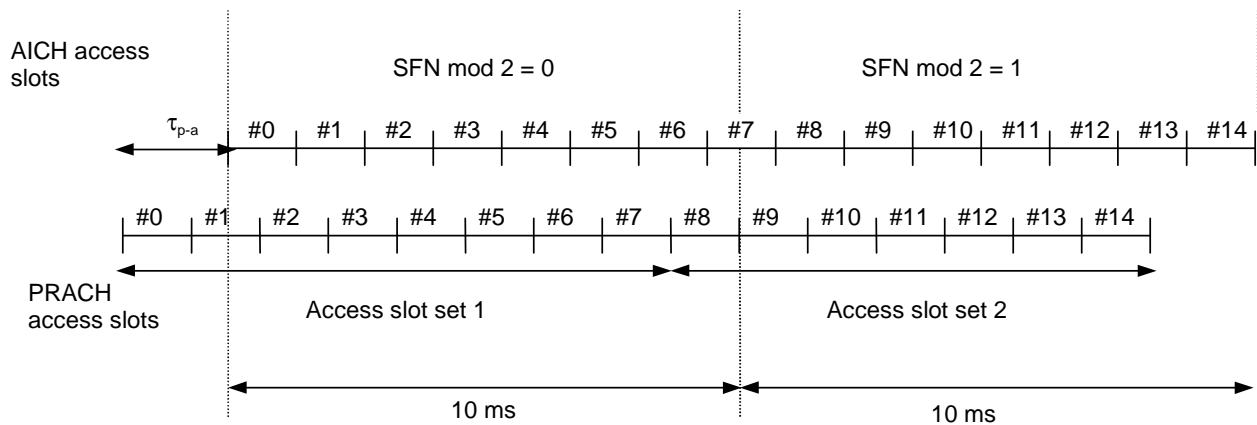 AICH access
slots
SFN mod 2 = 0
SFN mod 2 = 1
τp-a
#0 #1 #2 #3 #4 #5 #6 #7 #8 #9 #10 #11 #12 #13 #14
#0 #1 #2 #3 #4 #5 #6 #7 #8 #9 #10 #11 #12 #13 #14
PRACH
access slots
Access slot set 1
Access slot set 2
10 ms
10 ms